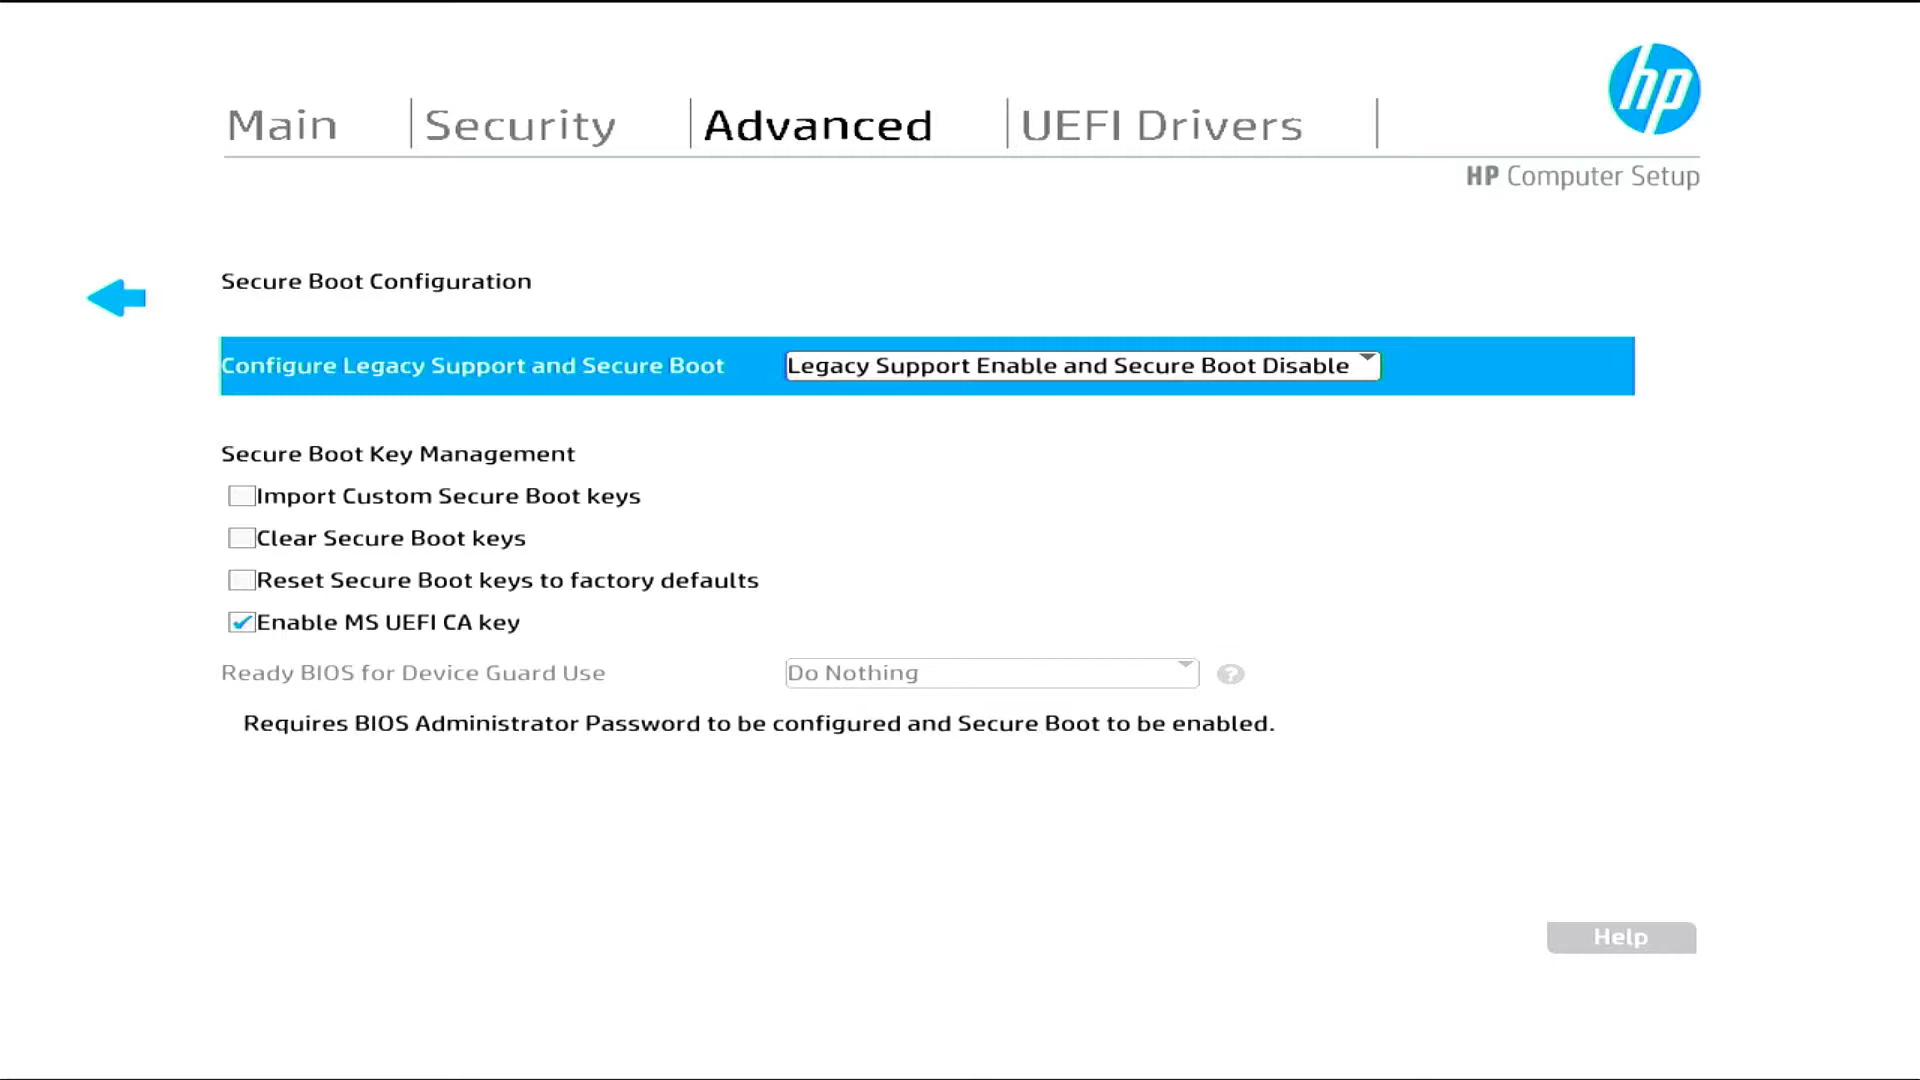 hp
Main
Security
Advanced
UEFI Drivers
HP Computer Setup
Secure Boot Configuration
Configure Legacy Support and Secure Boot
Legacy Support Enable and Secure Boot Disable
Secure Boot Key Management
Import Custom Secure Boot keys
Clear Secure Boot keys
Reset Secure Boot keys to factory defaults
Enable MS UEFI CA key
Ready BIOS for Device Guard Use
Do Nothing
?
Requires BIOS Administrator Password to be configured and Secure Boot to be enabled.
Help